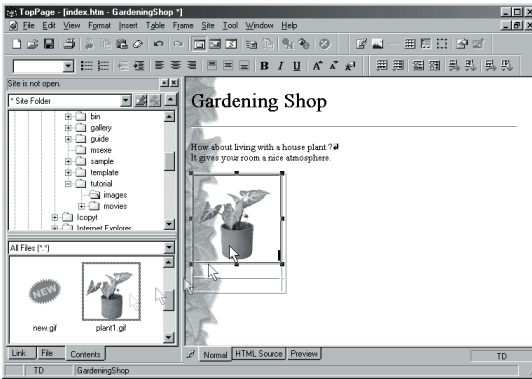 TopPage - [index.htm - GardeningShop *]
File Edit View Format Insert Table Frame Site Tool Window Help
B I U A A A
Site is not open.
* Site Folder
bin
gallery
guide
msexe
sample
template
tutorial
images
movies
Icopyt
Internet Explorer
All Files (*.*)
NEW
new.gif
plant1.gif
Link File Contents
Gardening Shop
How about living with a house plant ?
It gives your room a nice atmosphere.
Normal HTML Source Preview
TD
TD GardeningShop